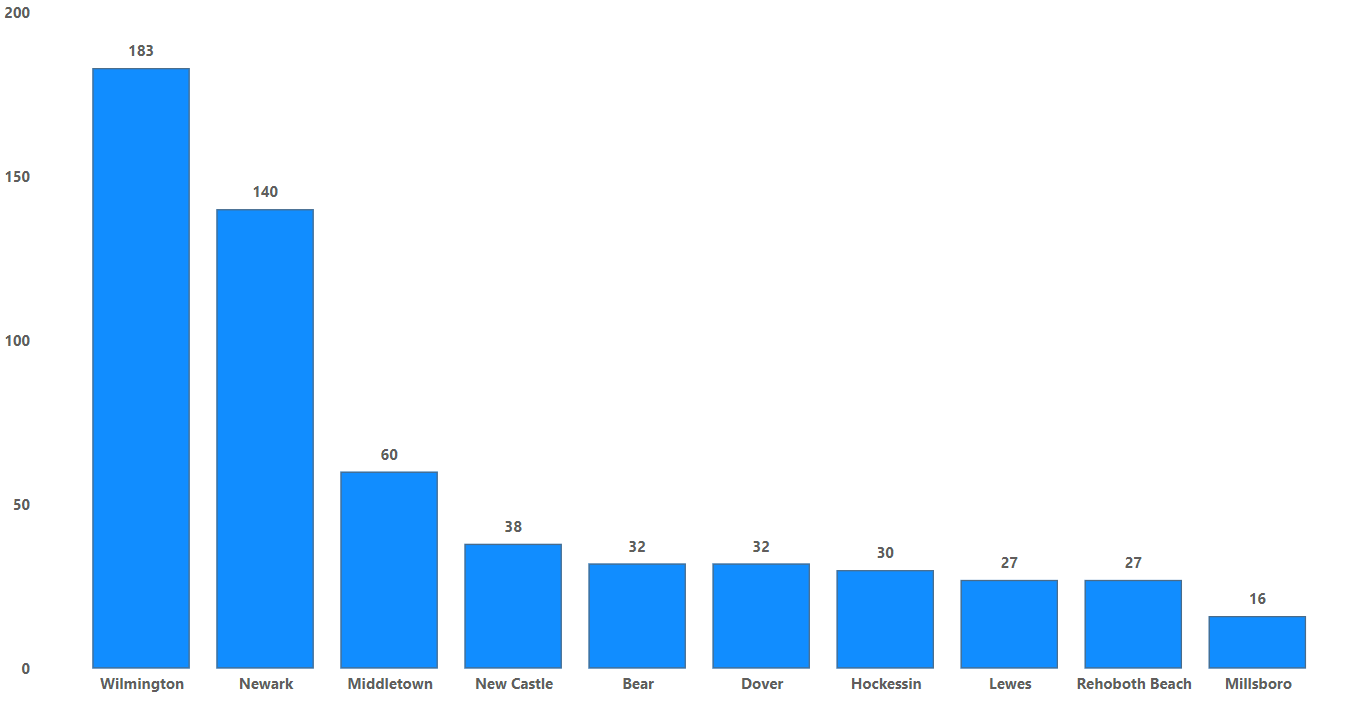 200
183
150
140
100
60
50
38
32
32
30
27
27
16
0
Wilmington
Newark
Middletown
New Castle
Bear
Dover
Hockessin
Lewes
Rehoboth Beach
Millsboro